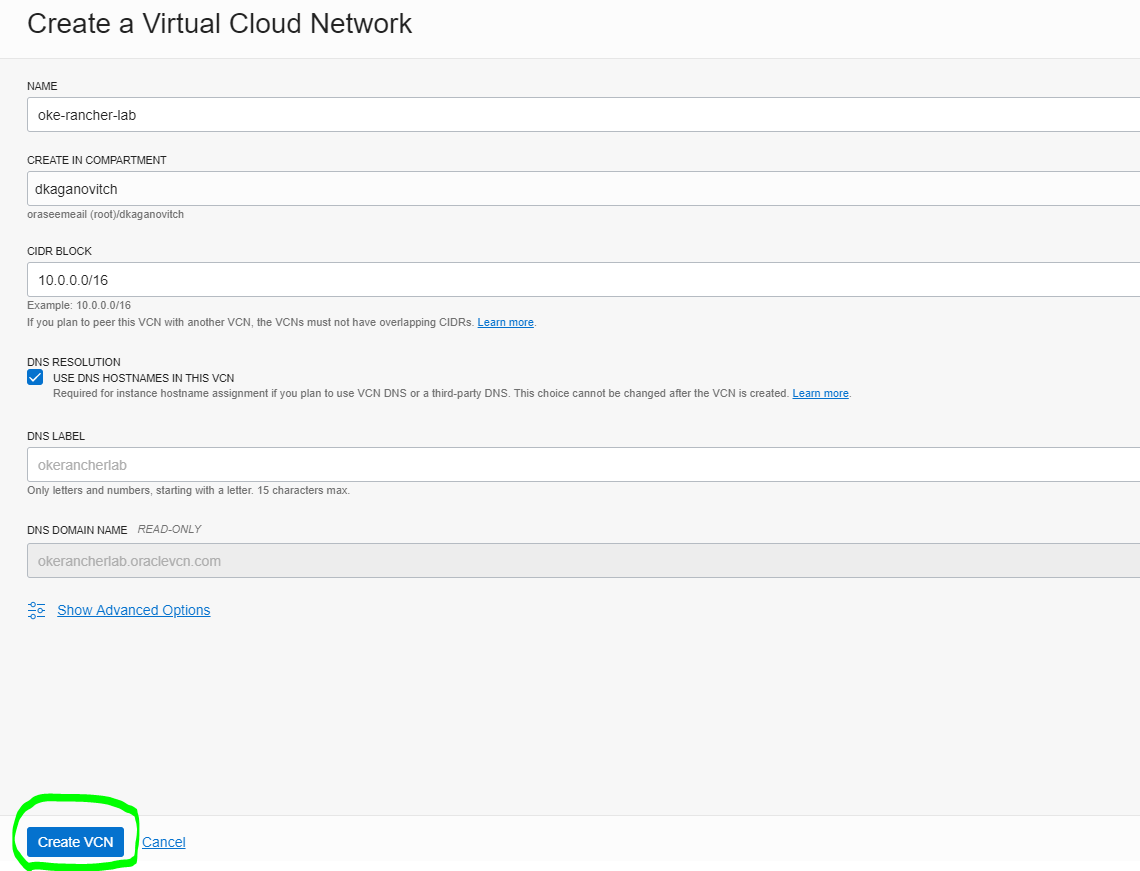 Create a Virtual Cloud Network
NAME
oke-rancher-lab
CREATE IN COMPARTMENT
dkaganovitch
oraseemeail (root)/dkaganovitch
CIDR BLOCK
10.0.0.0/16
Example: 10.0.0.0/16
If you plan to peer this VCN with another VCN, the VCNs must not have overlapping CIDRs. Learn more.
DNS RESOLUTION
USE DNS HOSTNAMES IN THIS VCN
Required for instance hostname assignment if you plan to use VCN DNS or a third-party DNS. This choice cannot be changed after the VCN is created. Learn more.
DNS LABEL
okerancherlab
Only letters and numbers, starting with a letter. 15 characters max.
DNS DOMAIN NAME READ-ONLY
okerancherlab.oraclevcn.com
Show Advanced Options
Create VCN Cancel